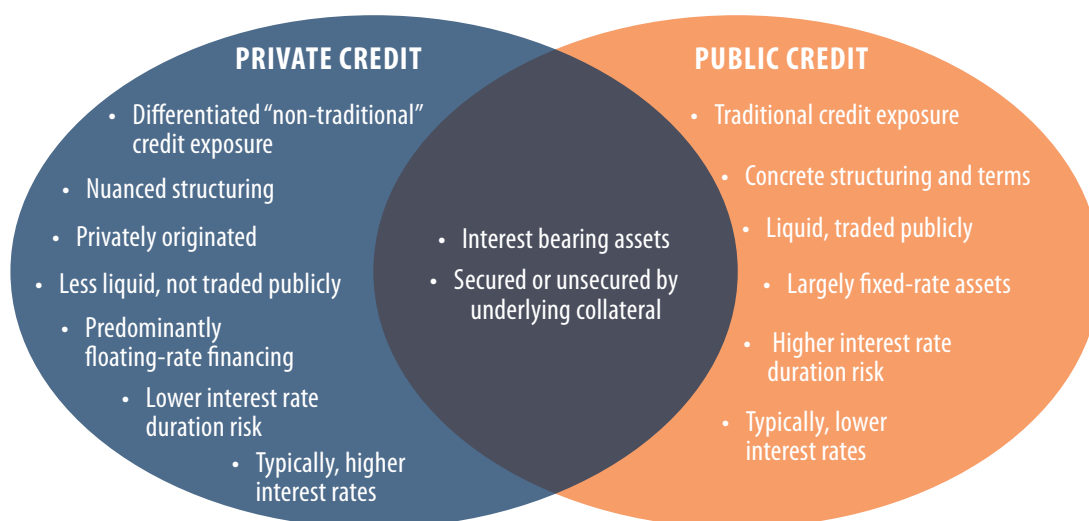 PRIVATE CREDIT
• Differentiated “non-traditional”
credit exposure
• Nuanced structuring
• Privately originated
• Less liquid, not traded publicly
• Predominantly
floating-rate financing
• Lower interest rate
duration risk
• Typically, higher
interest rates
• Interest bearing assets
• Secured or unsecured by
underlying collateral
PUBLIC CREDIT
• Traditional credit exposure
• Concrete structuring and terms
• Liquid, traded publicly
• Largely fixed-rate assets
• Higher interest rate
duration risk
• Typically, lower
interest rates